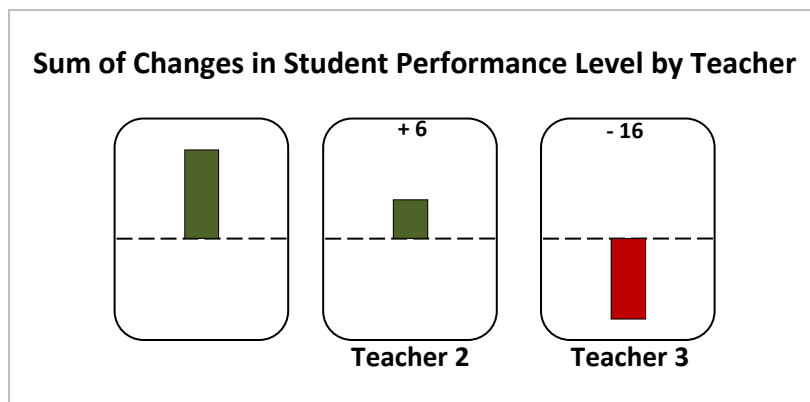 Sum of Changes in Student Performance Level by Teacher
+ 6
- 16
Teacher 2
Teacher 3